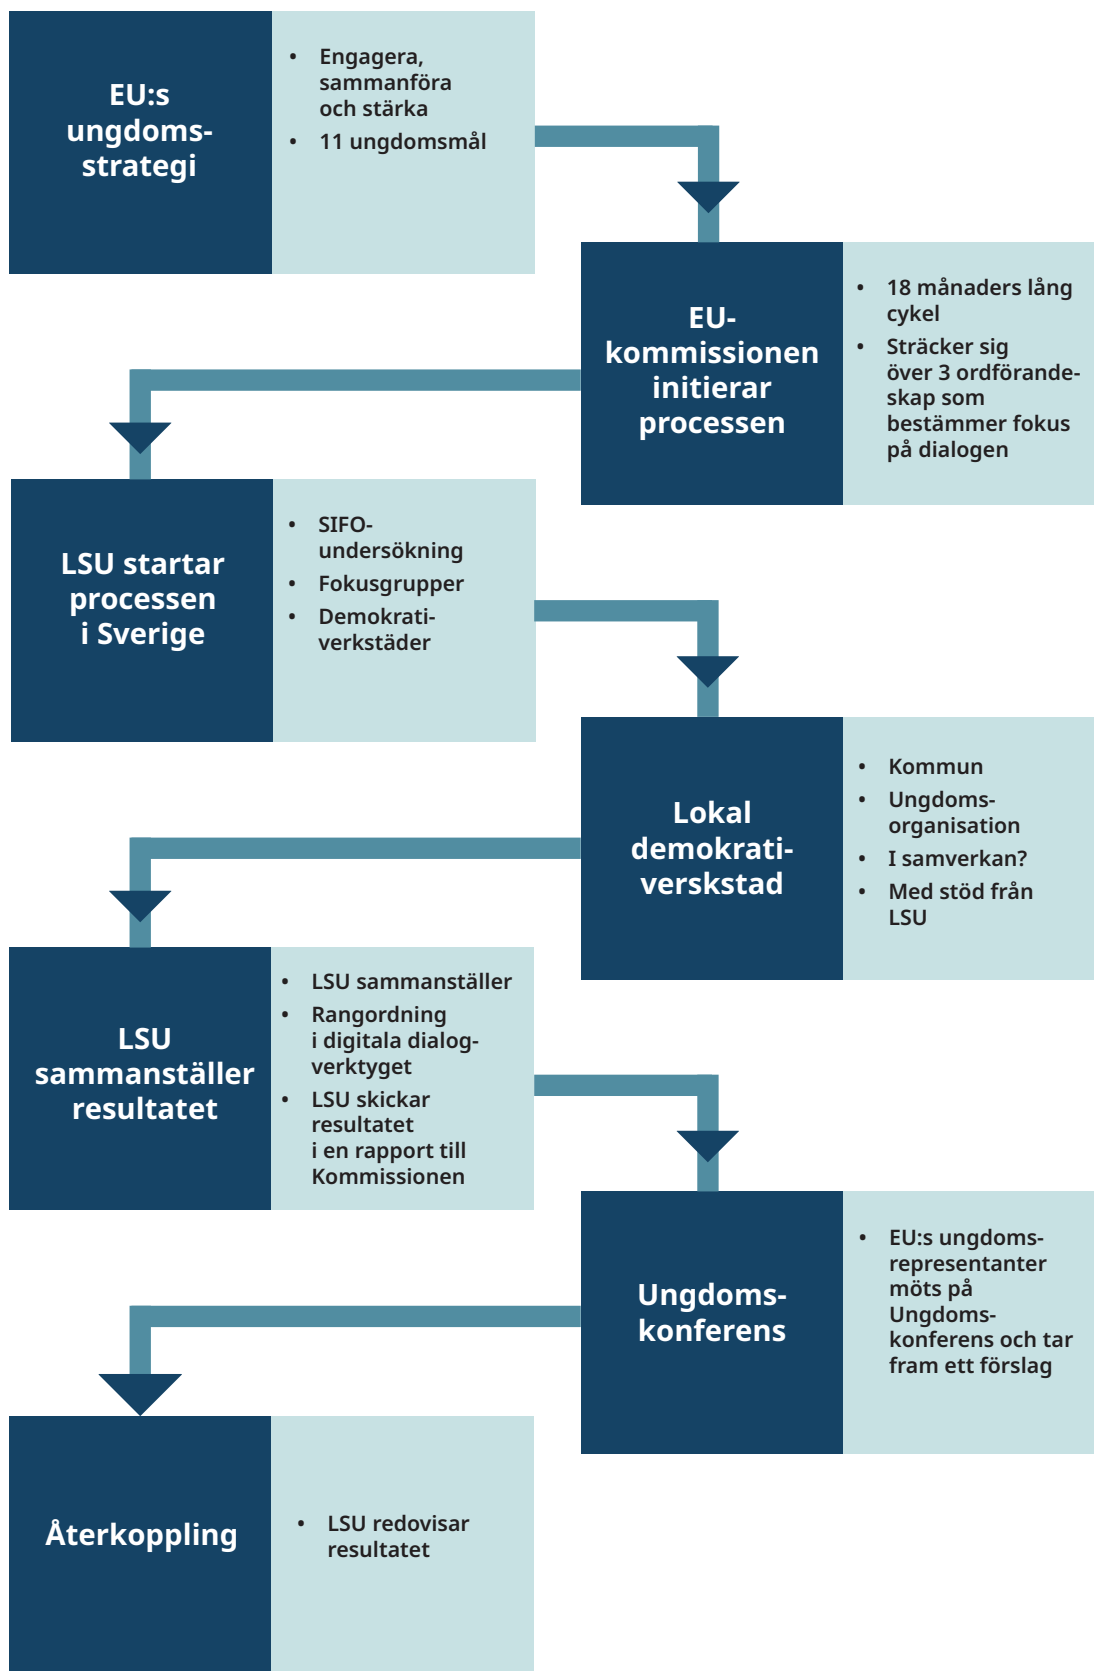 EU:s
ungdoms-
strategi
• Engagera,
sammanföra
och stärka
• 11 ungdomsmål
EU-
kommissionen
initierar
processen
• 18 månaders lång
cykel
• Sträcker sig
över 3 ordförande-
skap som
bestämmer fokus
på dialogen
LSU startar
processen
i Sverige
• SIFO-
undersökning
• Fokusgrupper
• Demokrati-
verkstäder
Lokal
demokrati-
verskstad
• Kommun
• Ungdoms-
organisation
• I samverkan?
• Med stöd från
LSU
LSU
sammanställer
resultatet
• LSU sammanställer
• Rangordning
i digitala dialog-
verktyget
• LSU skickar
resultatet
i en rapport till
Kommissionen
Ungdoms-
konferens
• EU:s ungdoms-
representanter
möts på
Ungdoms-
konferens och tar
fram ett förslag
Återkoppling
• LSU redovisar
resultatet